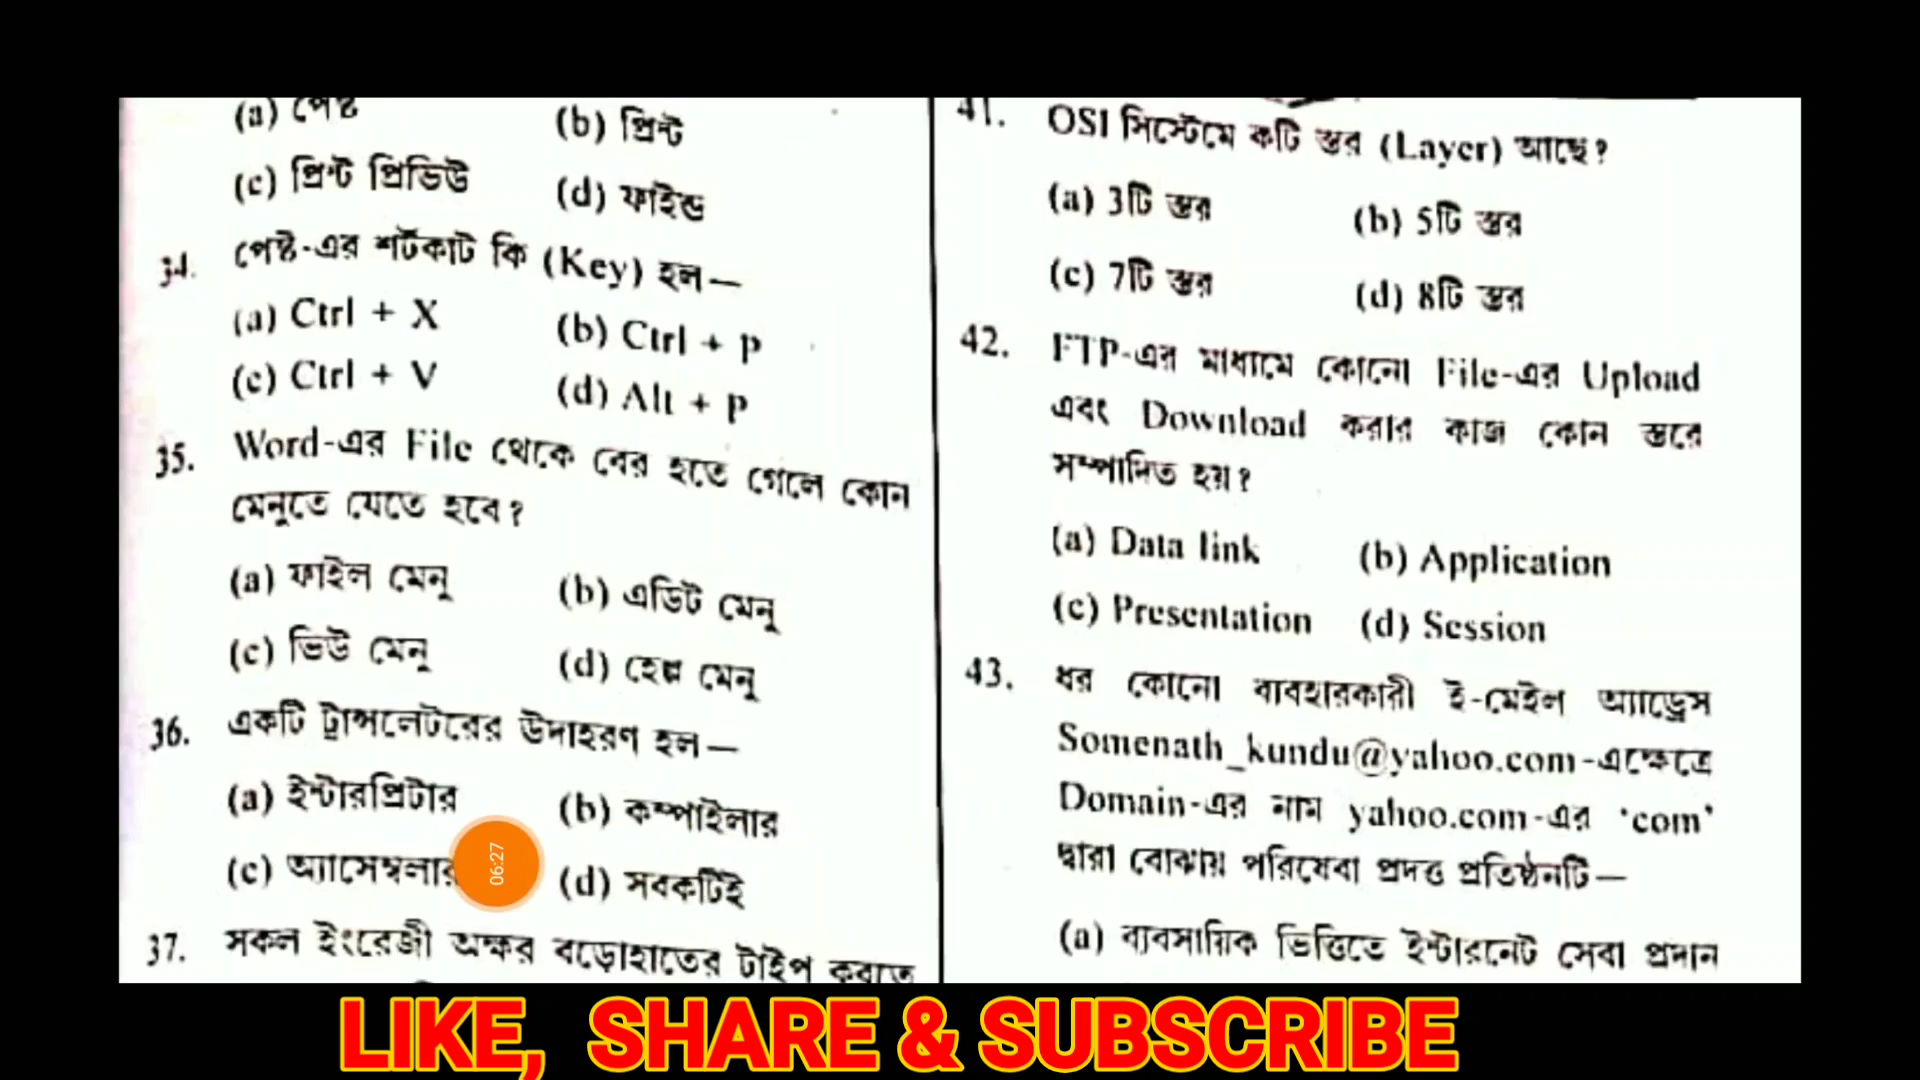 (a) পেষ্ট
(b) প্রিন্ট
(c) প্রিন্ট প্রিভিউ
(d) ফাইন্ড
34. পেষ্ট-এর শর্টকাট কি (Key) হল—
(a) Ctrl + X
(b) Ctrl + P
(c) Ctrl + V
(d) Alt + P
35. Word-এর File থেকে বের হতে গেলে কোন
মেনুতে যেতে হবে?
(a) ফাইল মেনু
(b) এডিট মেনু
(c) ভিউ মেনু
(d) হেল্প মেনু
36. একটি ট্রান্সলেটরের উদাহরণ হল—
(a) ইন্টারপ্রিটার
(b) কম্পাইলার
(c) অ্যাসেম্বলার
(d) সবকটিই
37. সকল ইংরেজী অক্ষর বড়োহাতের টাইপ করতে
41. OSI সিস্টেমে কটি স্তর (Layer) আছে?
(a) 3টি স্তর
(b) 5টি স্তর
(c) 7টি স্তর
(d) 8টি স্তর
42. FTP-এর মাধ্যমে কোনো File-এর Upload
এবং Download করার কাজ কোন স্তরে
সম্পাদিত হয়?
(a) Data link
(b) Application
(c) Presentation
(d) Session
43. ধর কোনো ব্যবহারকারী ই-মেইল অ্যাড্রেস
Somenath_kundu@yahoo.com-এক্ষেত্রে
Domain-এর নাম yahoo.com-এর ‘com’
দ্বারা বোঝায় পরিষেবা প্রদত্ত প্রতিষ্ঠনটি—
(a) ব্যবসায়িক ভিত্তিতে ইন্টারনেট সেবা প্রদান
06:27
LIKE, SHARE & SUBSCRIBE